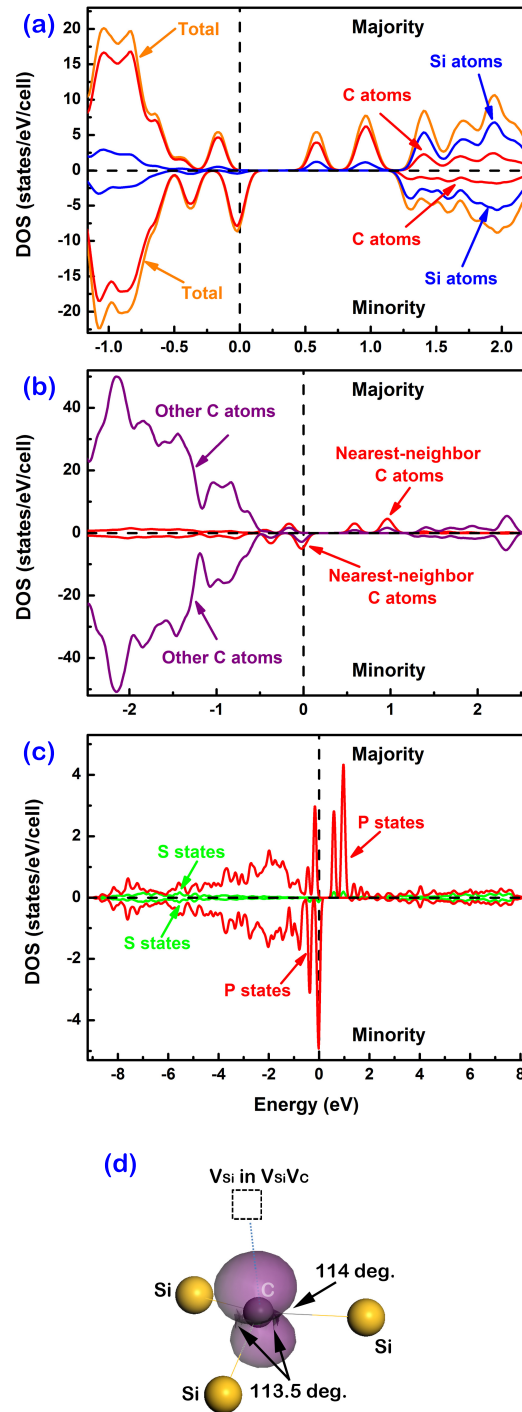 (a)
Majority
Total
Si atoms
C atoms
C atoms
Si atoms
Total
Minority
DOS (states/eV/cell)
20
15
10
5
0
-5
-10
-15
-20
-1.0
-0.5
0.0
0.5
1.0
1.5
2.0
(b)
Majority
Other C atoms
Nearest-neighbor
C atoms
Nearest-neighbor
C atoms
Other C atoms
Minority
DOS (states/eV/cell)
40
20
0
-20
-40
-2
-1
0
1
2
(c)
Majority
P states
S states
S states
P states
Minority
DOS (states/eV/cell)
4
2
0
-2
-4
-8
-6
-4
-2
0
2
4
6
8
Energy (eV)
(d)
VSi in VSiVC
C
114 deg.
Si
Si
Si
113.5 deg.